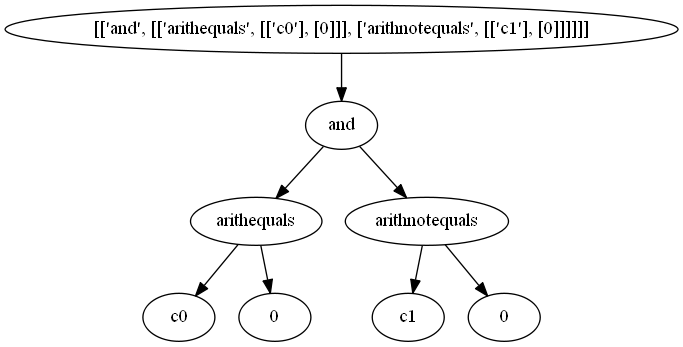 [['and', [['arithequals', [['c0'], [0]]], ['arithnotequals', [['c1'], [0]]]]]]
and
arithequals
arithnotequals
c0
0
c1
0